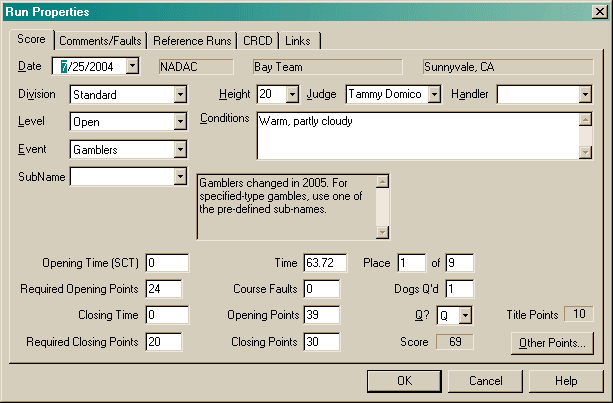 Run Properties
Score Comments/Faults Reference Runs CRCD Links
Date 7/25/2004 NADAC Bay Team Sunnyvale, CA
Division Standard Height 20 Judge Tammy Domico Handler
Level Open Conditions Warm, partly cloudy
Event Gamblers
SubName
Gamblers changed in 2005. For
specified-type gambles, use one of
the pre-defined sub-names.
Opening Time (SCT) 0 Time 63.72 Place 1 of 9
Required Opening Points 24 Course Faults 0 Dogs Q'd 1
Closing Time 0 Opening Points 39 Q? Q Title Points 10
Required Closing Points 20 Closing Points 30 Score 69 Other Points...
OK Cancel Help